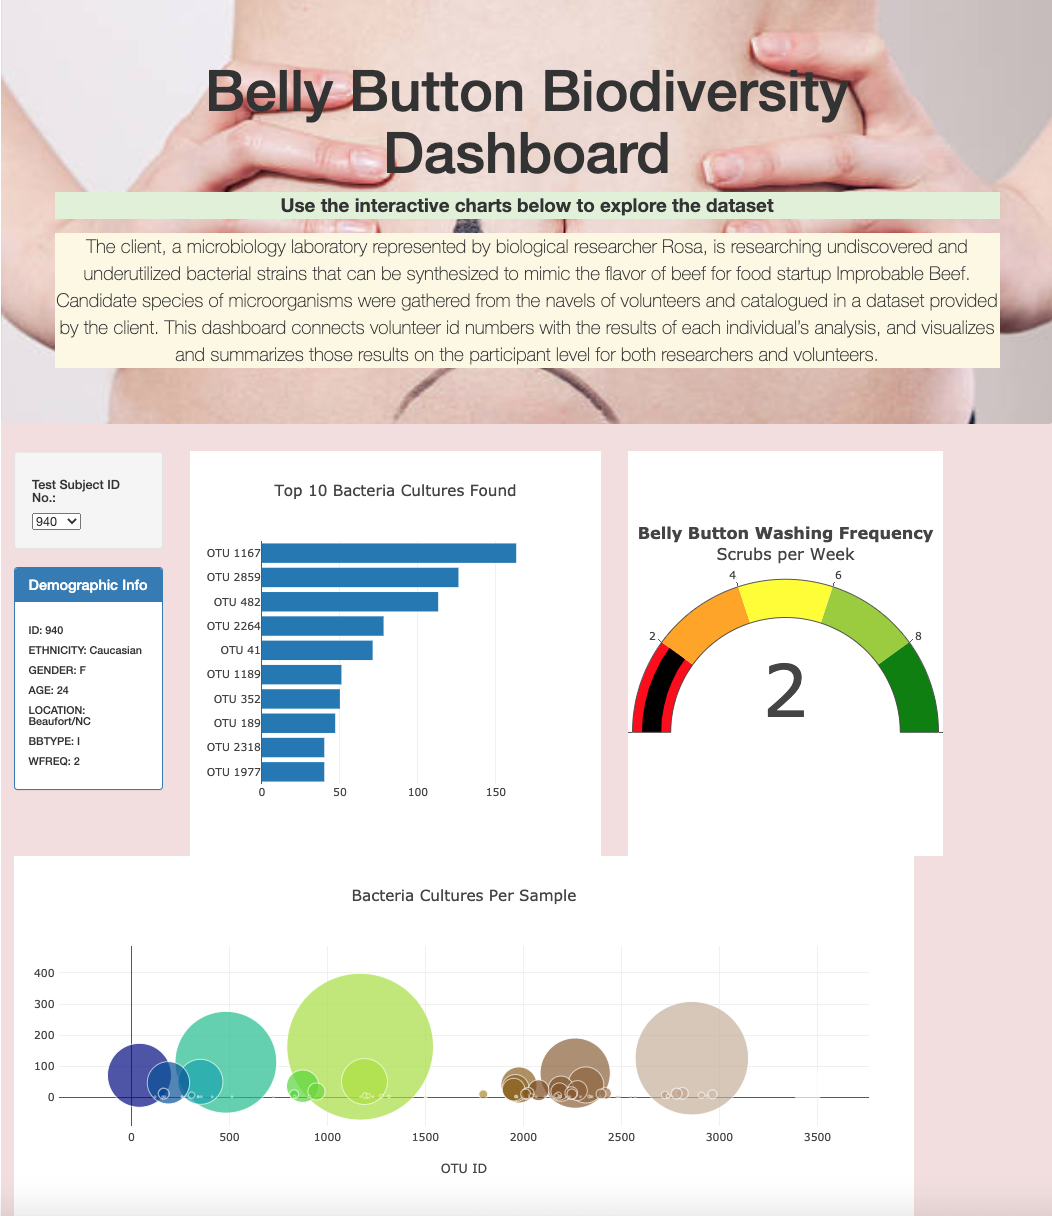 Belly Button Biodiversity
Dashboard
Use the interactive charts below to explore the dataset
The client, a microbiology laboratory represented by biological researcher Rosa, is researching undiscovered and
underutilized bacterial strains that can be synthesized to mimic the flavor of beef for food startup Improbable Beef.
Candidate species of microorganisms were gathered from the navels of volunteers and catalogued in a dataset provided
by the client. This dashboard connects volunteer id numbers with the results of each individual's analysis, and visualizes
and summarizes those results on the participant level for both researchers and volunteers.
Test Subject ID
No.:
940
Demographic Info
ID: 940
ETHNICITY: Caucasian
GENDER: F
AGE: 24
LOCATION:
Beaufort/NC
BBTYPE: I
WFREQ: 2
Top 10 Bacteria Cultures Found
OTU 1167
OTU 2859
OTU 482
OTU 2264
OTU 41
OTU 1189
OTU 352
OTU 189
OTU 2318
OTU 1977
0 50 100 150
Belly Button Washing Frequency
Scrubs per Week
4 6
2 8
2
Bacteria Cultures Per Sample
400
300
200
100
0
0 500 1000 1500 2000 2500 3000 3500
OTU ID